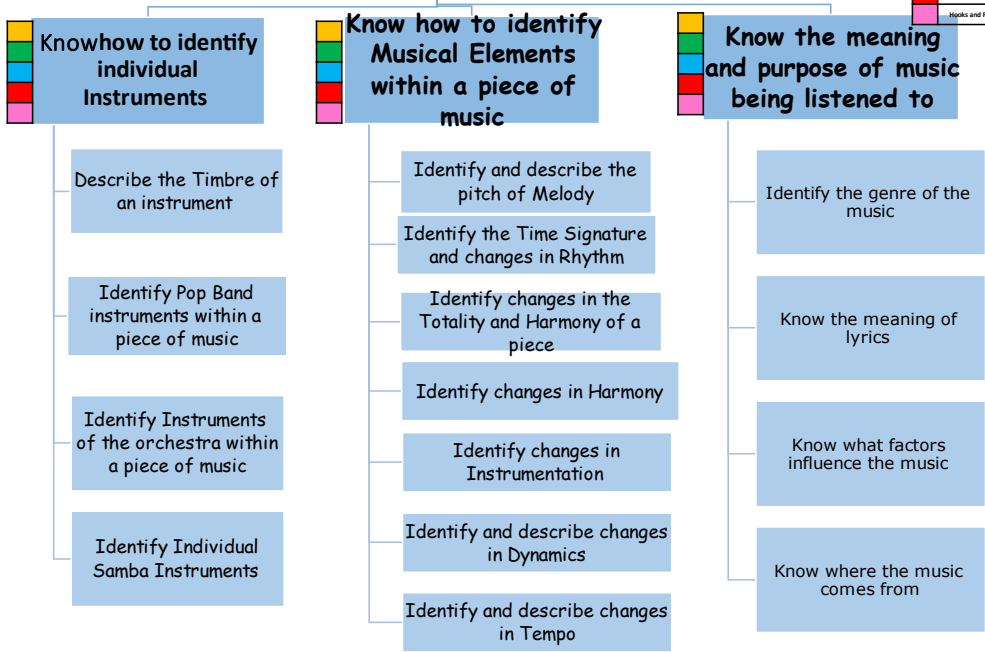 Hooks and
Knowhow to identify
individual
Instruments
Describe the Timbre of
an instrument
Identify Pop Band
instruments within a
piece of music
Identify Instruments
of the orchestra within
a piece of music
Identify Individual
Samba Instruments
Know how to identify
Musical Elements
within a piece of
music
Identify and describe the
pitch of Melody
Identify the Time Signature
and changes in Rhythm
Identify changes in the
Totality and Harmony of a
piece
Identify changes in Harmony
Identify changes in
Instrumentation
Identify and describe changes
in Dynamics
Identify and describe changes
in Tempo
Know the meaning
and purpose of music
being listened to
Identify the genre of the
music
Know the meaning of
lyrics
Know what factors
influence the music
Know where the music
comes from